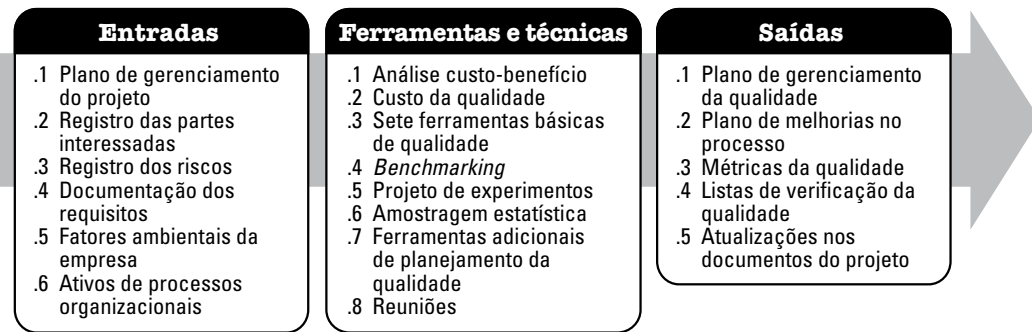 Entradas
.1 Plano de gerenciamento
do projeto
.2 Registro das partes
interessadas
.3 Registro dos riscos
.4 Documentação dos
requisitos
.5 Fatores ambientais da
empresa
.6 Ativos de processos
organizacionais
Ferramentas e técnicas
.1 Análise custo-benefício
.2 Custo da qualidade
.3 Sete ferramentas básicas
de qualidade
.4 Benchmarking
.5 Projeto de experimentos
.6 Amostragem estatística
.7 Ferramentas adicionais
de planejamento da
qualidade
.8 Reuniões
Saídas
.1 Plano de gerenciamento
da qualidade
.2 Plano de melhorias no
processo
.3 Métricas da qualidade
.4 Listas de verificação da
qualidade
.5 Atualizações nos
documentos do projeto